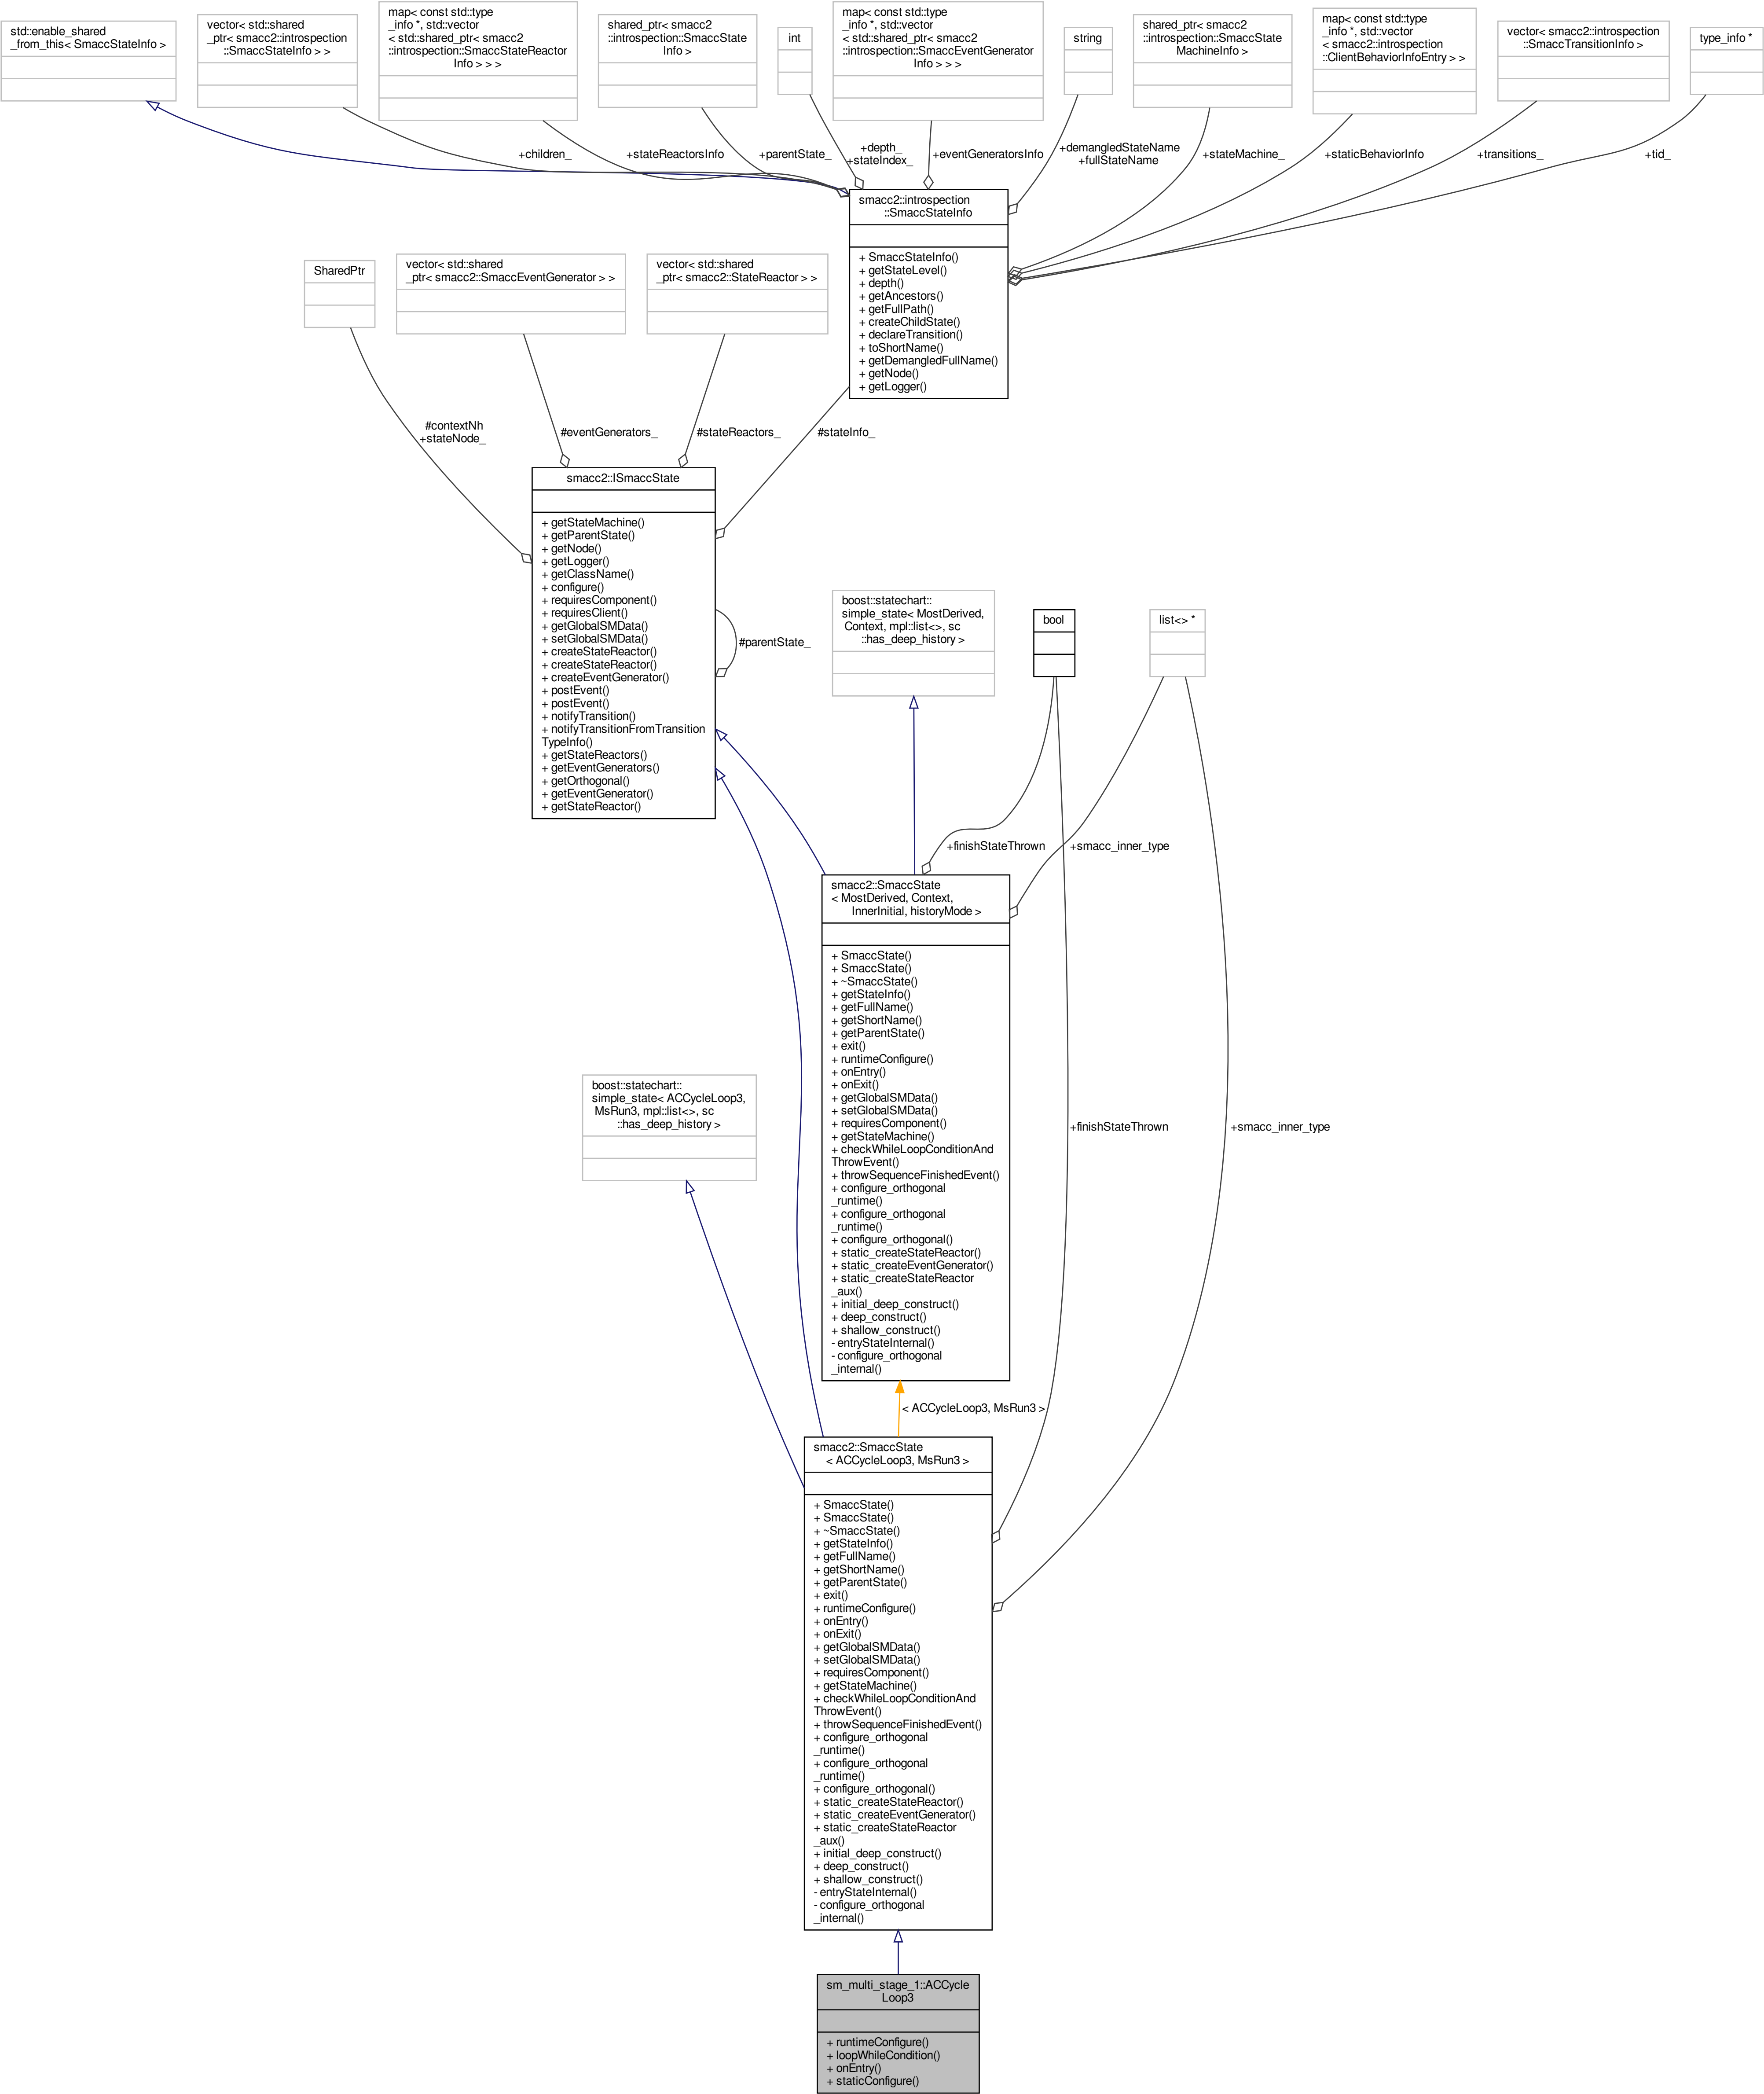 std::enable_shared
_from_this< SmaccStateInfo >
vector< std::shared
_ptr< smacc2::introspection
::SmaccStateInfo > >
map< const std::type
_info *, std::vector
< std::shared_ptr< smacc2
::introspection::SmaccStateReactor
Info > > >
shared_ptr< smacc2
::introspection::SmaccState
Info >
int
map< const std::type
_info *, std::vector
< std::shared_ptr< smacc2
::introspection::SmaccEventGenerator
Info > > >
string
shared_ptr< smacc2
::introspection::SmaccState
MachineInfo >
map< const std::type
_info *, std::vector
< smacc2::introspection
::ClientBehaviorInfoEntry > >
vector< smacc2::introspection
::SmaccTransitionInfo >
type_info *
+children_
+stateReactorsInfo
+parentState_
+depth_
+stateIndex_
+eventGeneratorsInfo
+demangledStateName
+fullStateName
+stateMachine_
+staticBehaviorInfo
+transitions_
+tid_
smacc2::introspection
::SmaccStateInfo
+ SmaccStateInfo()
+ getStateLevel()
+ depth()
+ getAncestors()
+ getFullPath()
+ createChildState()
+ declareTransition()
+ toShortName()
+ getDemangledFullName()
+ getNode()
+ getLogger()
SharedPtr
vector< std::shared
_ptr< smacc2::SmaccEventGenerator > >
vector< std::shared
_ptr< smacc2::StateReactor > >
#contextNh
+stateNode_
#eventGenerators_
#stateReactors_
#stateInfo_
smacc2::ISmaccState
+ getStateMachine()
+ getParentState()
+ getNode()
+ getLogger()
+ getClassName()
+ configure()
+ requiresComponent()
+ requiresClient()
+ getGlobalSMData()
+ setGlobalSMData()
+ createStateReactor()
+ createStateReactor()
+ createEventGenerator()
+ postEvent()
+ postEvent()
+ notifyTransition()
+ notifyTransitionFromTransition
TypeInfo()
+ getStateReactors()
+ getEventGenerators()
+ getOrthogonal()
+ getEventGenerator()
+ getStateReactor()
#parentState_
boost::statechart::
simple_state< MostDerived,
Context, mpl::list<>, sc
::has_deep_history >
bool
list<> *
+finishStateThrown
+smacc_inner_type
smacc2::SmaccState
< MostDerived, Context,
InnerInitial, historyMode >
+ SmaccState()
+ SmaccState()
+ ~SmaccState()
+ getStateInfo()
+ getFullName()
+ getShortName()
+ getParentState()
+ exit()
+ runtimeConfigure()
+ onEntry()
+ onExit()
+ getGlobalSMData()
+ setGlobalSMData()
+ requiresComponent()
+ getStateMachine()
+ checkWhileLoopConditionAnd
ThrowEvent()
+ throwSequenceFinishedEvent()
+ configure_orthogonal
_runtime()
+ configure_orthogonal
_runtime()
+ configure_orthogonal()
+ static_createStateReactor()
+ static_createEventGenerator()
+ static_createStateReactor
_aux()
+ initial_deep_construct()
+ deep_construct()
+ shallow_construct()
- entryStateInternal()
- configure_orthogonal
_internal()
boost::statechart::
simple_state< ACCycleLoop3,
MsRun3, mpl::list<>, sc
::has_deep_history >
+finishStateThrown
+smacc_inner_type
< ACCycleLoop3, MsRun3 >
smacc2::SmaccState
< ACCycleLoop3, MsRun3 >
+ SmaccState()
+ SmaccState()
+ ~SmaccState()
+ getStateInfo()
+ getFullName()
+ getShortName()
+ getParentState()
+ exit()
+ runtimeConfigure()
+ onEntry()
+ onExit()
+ getGlobalSMData()
+ setGlobalSMData()
+ requiresComponent()
+ getStateMachine()
+ checkWhileLoopConditionAnd
ThrowEvent()
+ throwSequenceFinishedEvent()
+ configure_orthogonal
_runtime()
+ configure_orthogonal
_runtime()
+ configure_orthogonal()
+ static_createStateReactor()
+ static_createEventGenerator()
+ static_createStateReactor
_aux()
+ initial_deep_construct()
+ deep_construct()
+ shallow_construct()
- entryStateInternal()
- configure_orthogonal
_internal()
sm_multi_stage_1::ACCycle
Loop3
+ runtimeConfigure()
+ loopWhileCondition()
+ onEntry()
+ staticConfigure()